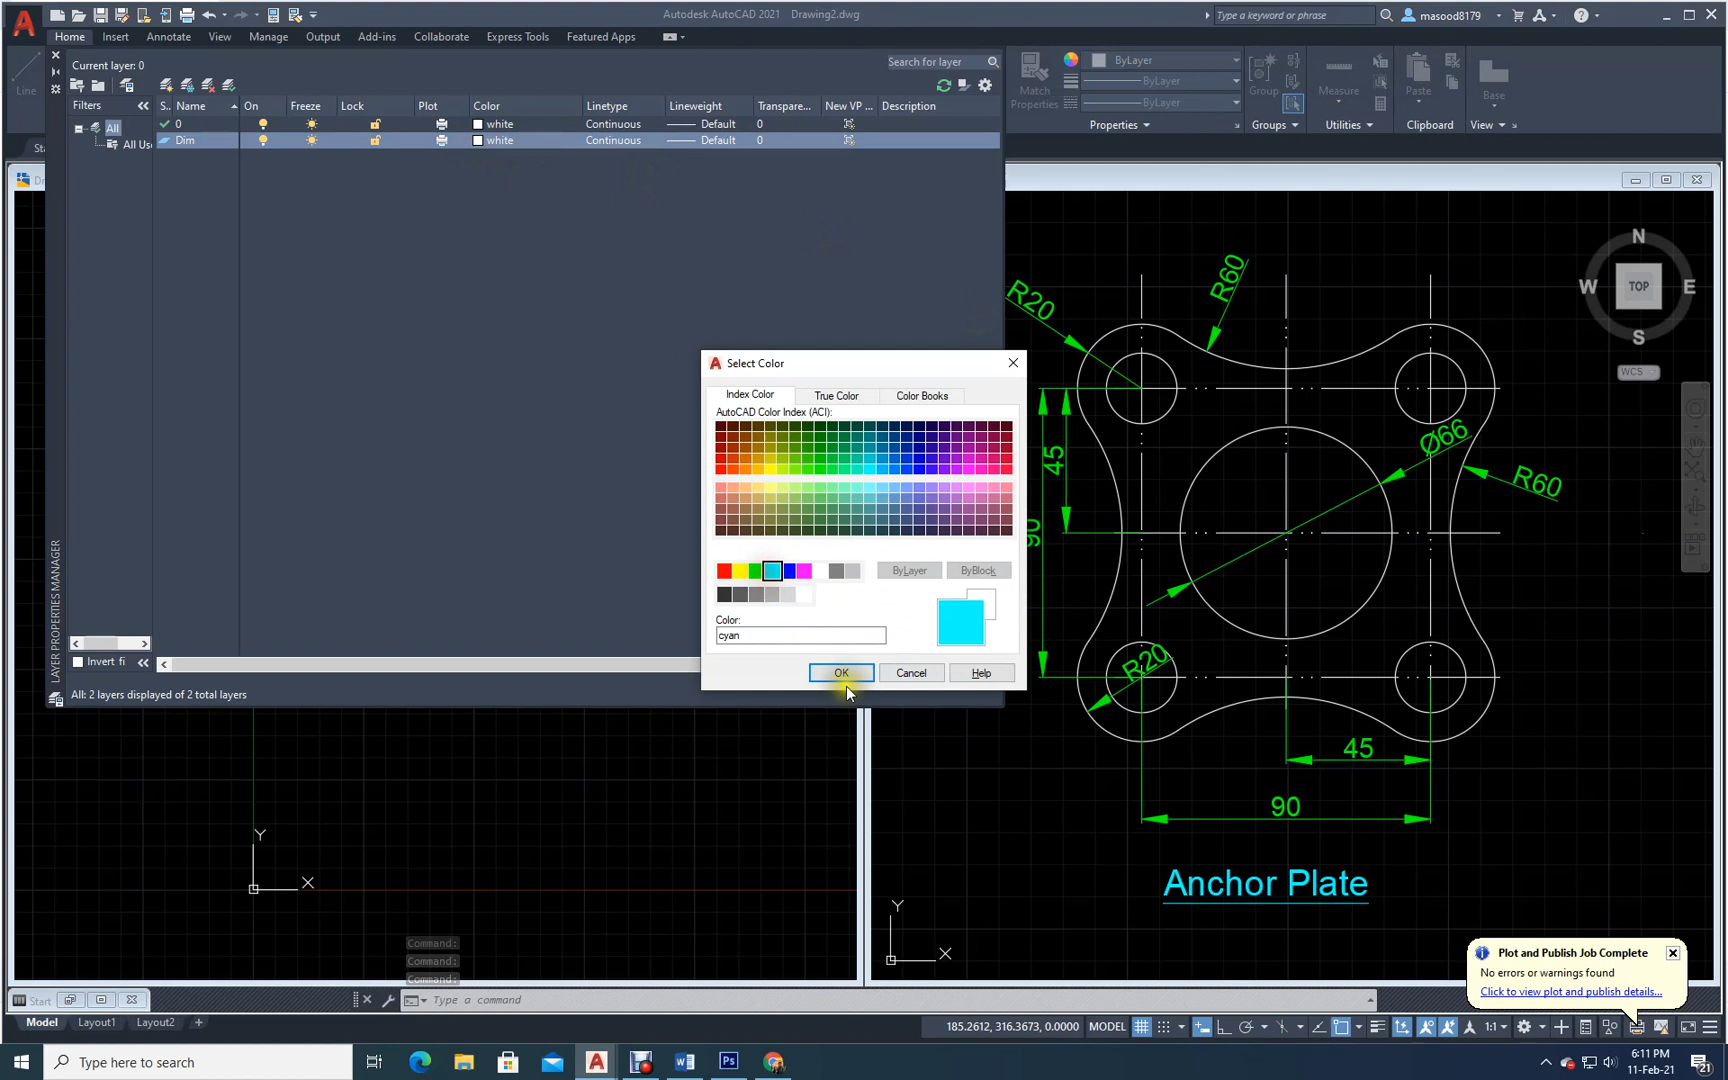 Autodesk AutoCAD 2021 Drawing2.dwg
Type a keyword or phrase
masood8179
Home Insert Annotate View Manage Output Add-ins Collaborate Express Tools Featured Apps
Line
Current layer: 0
Search for layer
Filters
S.. Name On Freeze Lock Plot Color Linetype Lineweight Transpare... New VP ... Description
All
All Use
0 white Continuous Default 0
Dim white Continuous Default 0
Match
Properties
ByLayer
ByLayer
ByLayer
Properties
Group
Groups
Measure
Utilities
Paste
Clipboard
Base
View
LAYER PROPERTIES MANAGER
Invert fi
All: 2 layers displayed of 2 total layers
Select Color
Index Color True Color Color Books
AutoCAD Color Index (ACI):
ByLayer ByBlock
Color:
cyan
OK Cancel Help
N
W TOP E
S
WCS
R20
R60
Ø66
R60
45
90
R20
45
90
Anchor Plate
Y
X
Y
X
Command:
Command:
Command:
Start
Type a command
Model Layout1 Layout2 +
185.2612, 316.3673, 0.0000 MODEL
1:1
Plot and Publish Job Complete
No errors or warnings found
Click to view plot and publish details...
Type here to search
6:11 PM
11-Feb-21
21